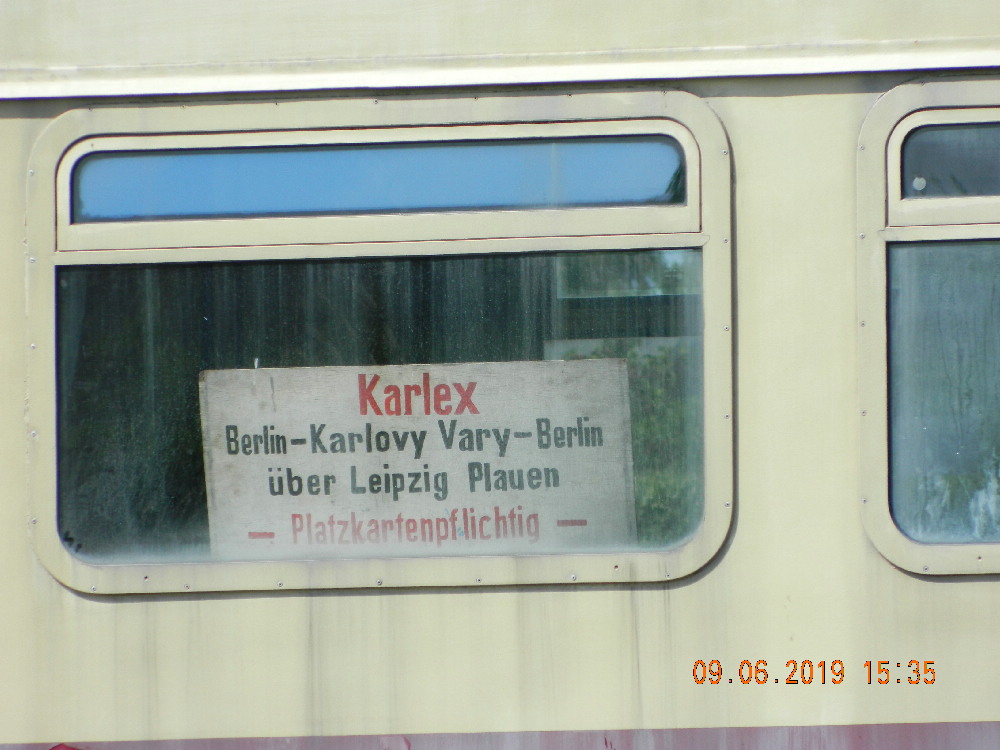 Karlex
Berlin-Karlovy Vary-Berlin
über Leipzig Plauen
- Platzkartenpflichtig -
09.06.2019 15:35